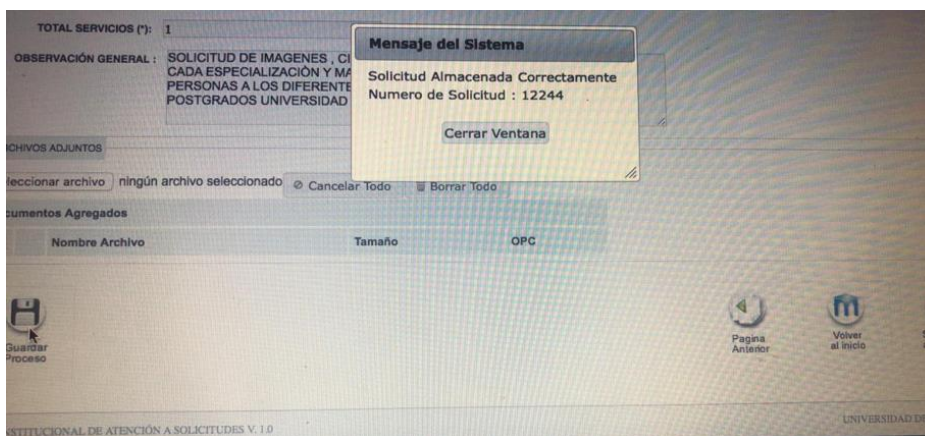 TOTAL SERVICIOS (*): 1
Mensaje del Sistema
OBSERVACIÓN GENERAL : SOLICITUD DE IMAGENES , CI
CADA ESPECIALIZACIÓN Y MA
PERSONAS A LOS DIFERENTE
POSTGRADOS UNIVERSIDAD
Solicitud Almacenada Correctamente
Numero de Solicitud : 12244
Cerrar Ventana
CHIVOS ADJUNTOS
leccionar archivo ningún archivo seleccionado Cancelar Todo Borrar Todo
cumentos Agregados
Nombre Archivo Tamaño OPC
Guardar
Proceso
Pagina
Anterior
Volver
al inicio
STITUCIONAL DE ATENCIÓN A SOLICITUDES V. 1.0
UNIVERSIDAD DE